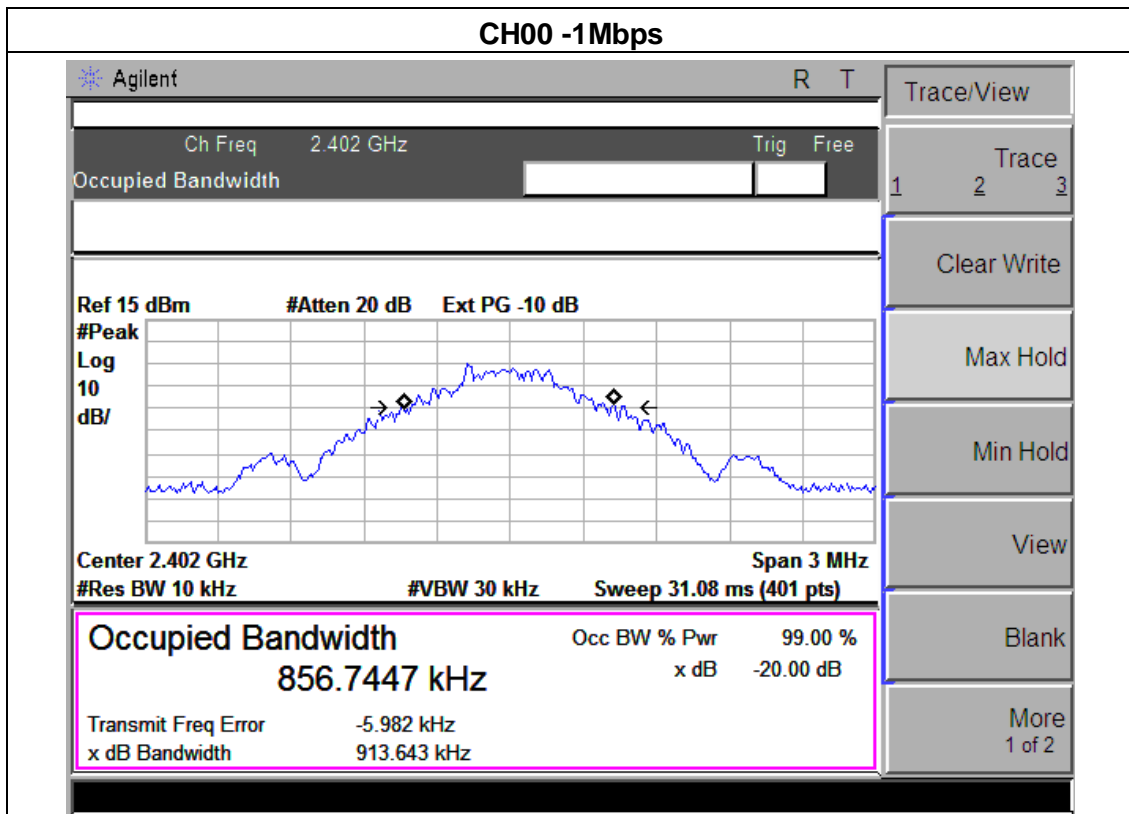 CH00 -1Mbps
Agilent R T
Ch Freq 2.402 GHz Trig Free
Occupied Bandwidth
Ref 15 dBm #Atten 20 dB Ext PG -10 dB
#Peak
Log
10
dB/
Center 2.402 GHz Span 3 MHz
#Res BW 10 kHz #VBW 30 kHz Sweep 31.08 ms (401 pts)
Occupied Bandwidth Occ BW % Pwr 99.00 %
856.7447 kHz x dB -20.00 dB
Transmit Freq Error -5.982 kHz
x dB Bandwidth 913.643 kHz
Trace/View
Trace
1 2 3
Clear Write
Max Hold
Min Hold
View
Blank
More
1 of 2